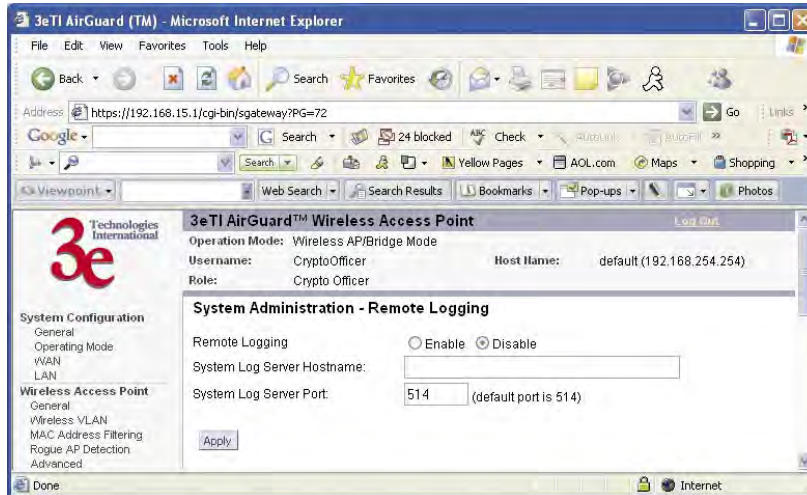 3eTI AirGuard (TM) - Microsoft Internet Explorer
File Edit View Favorites Tools Help
Back Search Favorites
Address https://192.168.15.1/cgi-bin/sgateway?PG=72 Go Links »
Google Search 24 blocked ABC Check AutoLink AutoFill »
Search Yellow Pages AOL.com Maps Shopping
Viewpoint Web Search Search Results Bookmarks Pop-ups Photos
3e Technologies
International
3eTI AirGuard™ Wireless Access Point Log Out
Operation Mode: Wireless AP/Bridge Mode
Username: CryptoOfficer Host Name: default (192.168.254.254)
Role: Crypto Officer
System Configuration
General
Operating Mode
WAN
LAN
Wireless Access Point
General
Wireless VLAN
MAC Address Filtering
Rogue AP Detection
Advanced
System Administration - Remote Logging
Remote Logging Enable Disable
System Log Server Hostname:
System Log Server Port: 514 (default port is 514)
Apply
Done Internet